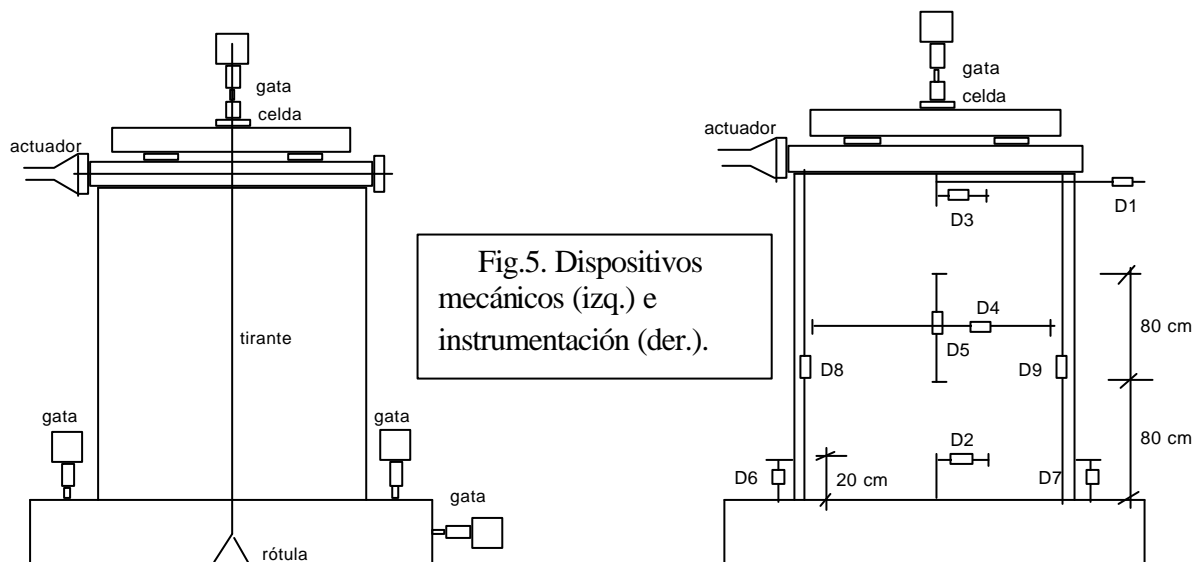 gata
celda
actuador
tirante
gata
gata
gata
rótula
Fig.5. Dispositivos
mecánicos (izq.) e
instrumentación (der.).
gata
celda
actuador
D1
D3
D4
D5
80 cm
D8
D9
D2
80 cm
D6
20 cm
D7